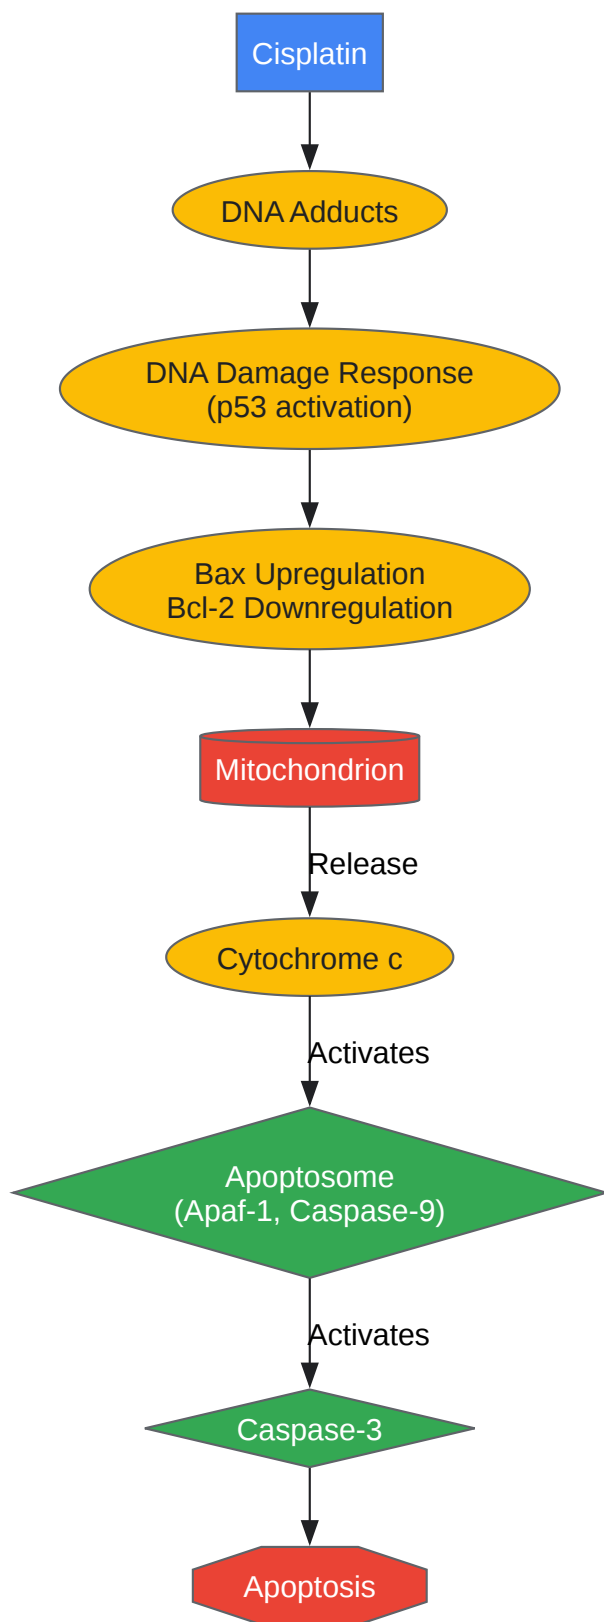 Cisplatin
DNA Adducts
DNA Damage Response
(p53 activation)
Bax Upregulation
Bcl-2 Downregulation
Mitochondrion
Release
Cytochrome c
Activates
Apoptosome
(Apaf-1, Caspase-9)
Activates
Caspase-3
Apoptosis